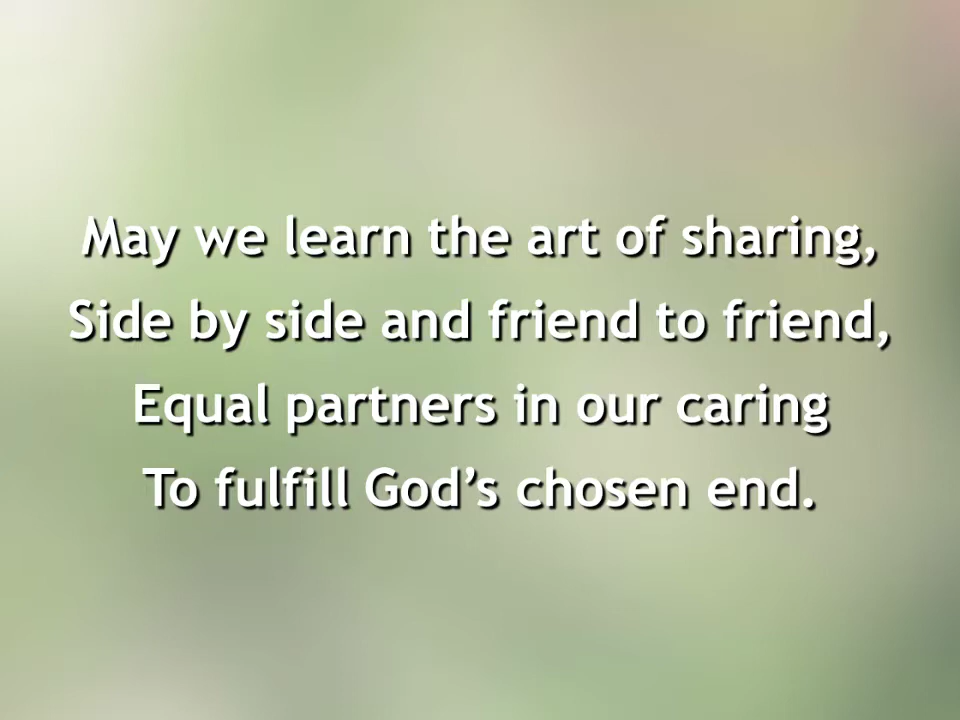 May we learn the art of sharing,
Side by side and friend to friend,
Equal partners in our caring
To fulfill God’s chosen end.